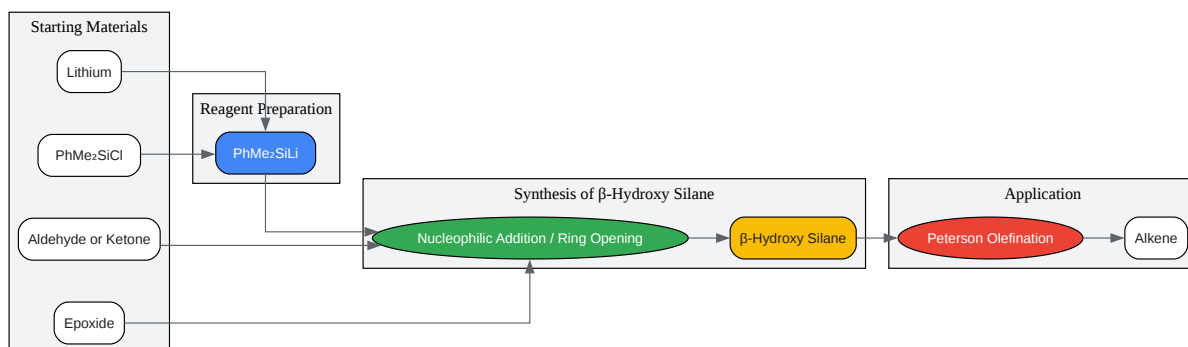 Starting Materials
Lithium
Reagent Preparation
PhMe₂SiCl
PhMe₂SiLi
Synthesis of β-Hydroxy Silane
Application
Aldehyde or Ketone
Nucleophilic Addition / Ring Opening
β-Hydroxy Silane
Peterson Olefination
Alkene
Epoxide